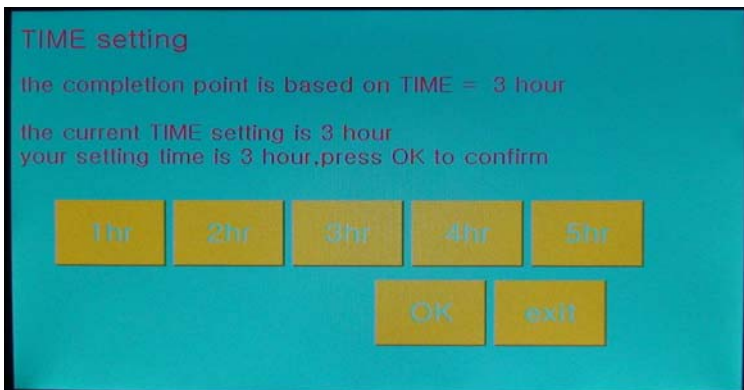 TIME setting
the completion point is based on TIME = 3 hour
the current TIME setting is 3 hour
your setting time is 3 hour,press OK to confirm
1hr 2hr 3hr 4hr 5hr
OK exit